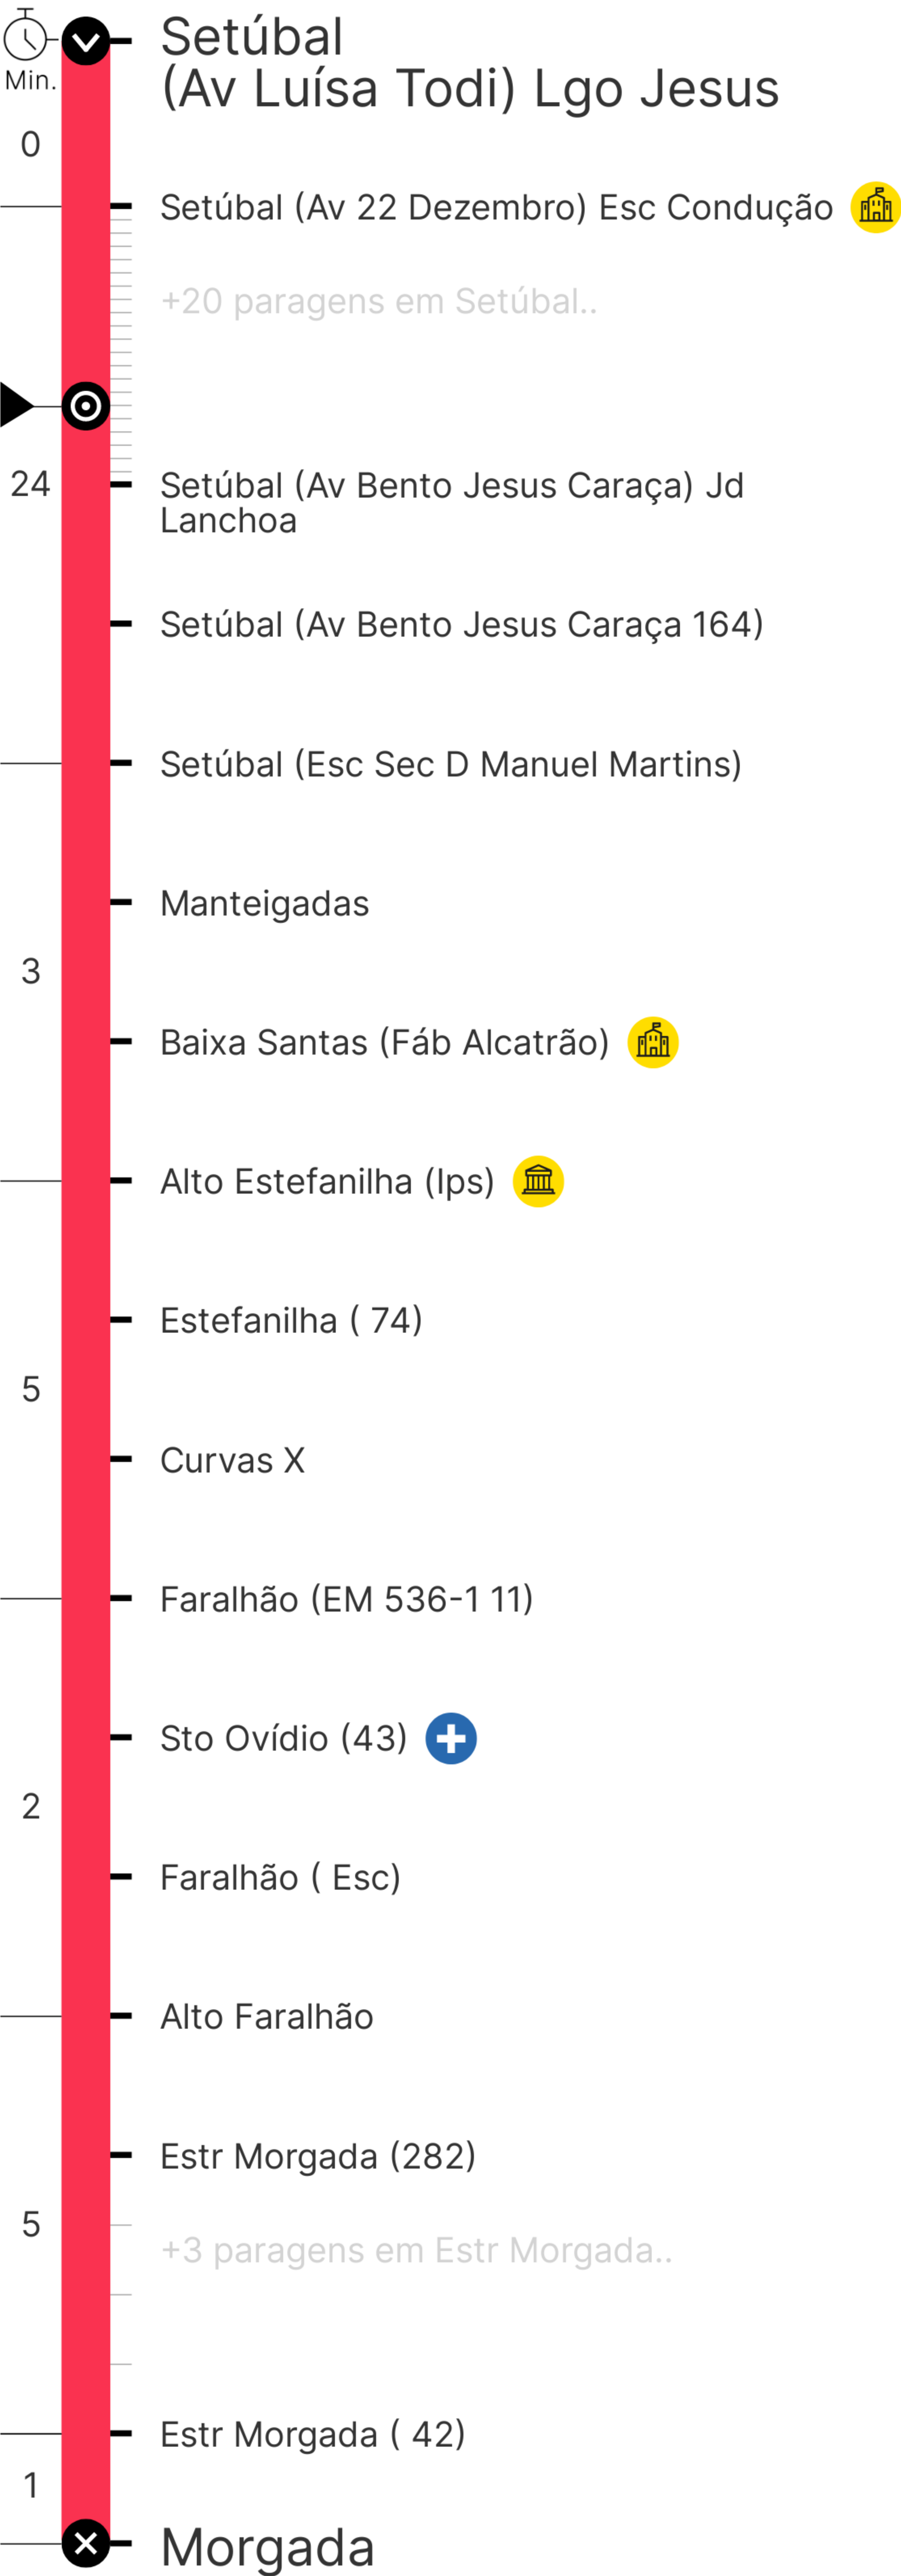 Setúbal
(Av Luísa Todi) Lgo Jesus
Min.
0
Setúbal (Av 22 Dezembro) Esc Condução
+20 paragens em Setúbal..
24
Setúbal (Av Bento Jesus Caraça) Jd
Lanchoa
Setúbal (Av Bento Jesus Caraça 164)
Setúbal (Esc Sec D Manuel Martins)
Manteigadas
3
Baixa Santas (Fáb Alcatrão)
Alto Estefanilha (Ips)
Estefanilha ( 74)
5
Curvas X
Faralhão (EM 536-1 11)
Sto Ovídio (43)
2
Faralhão ( Esc)
Alto Faralhão
Estr Morgada (282)
5
+3 paragens em Estr Morgada..
Estr Morgada ( 42)
1
Morgada